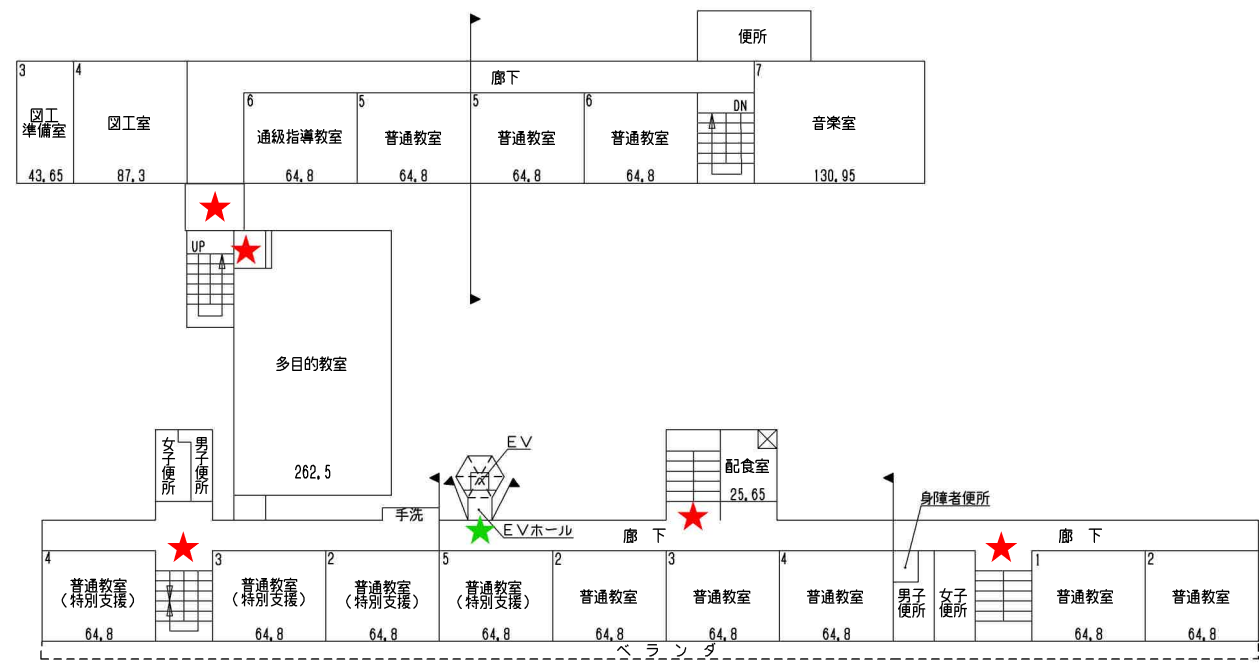 便所
3
4
廊下
7
図工
準備室
図工室
6
通級指導教室
5
普通教室
5
普通教室
6
普通教室
DN
音楽室
43.65
87.3
64.8
64.8
64.8
64.8
130.95
UP
多目的教室
262.5
女子便所
男子便所
EV
配食室
25.65
手洗
EVホール
身障者便所
廊 下
廊 下
4
普通教室
(特別支援)
3
普通教室
(特別支援)
2
普通教室
(特別支援)
5
普通教室
(特別支援)
2
普通教室
3
普通教室
4
普通教室
男子
便所
女子
便所
1
普通教室
2
普通教室
64.8
64.8
64.8
64.8
64.8
64.8
64.8
64.8
64.8
ベ ラ ン ダ